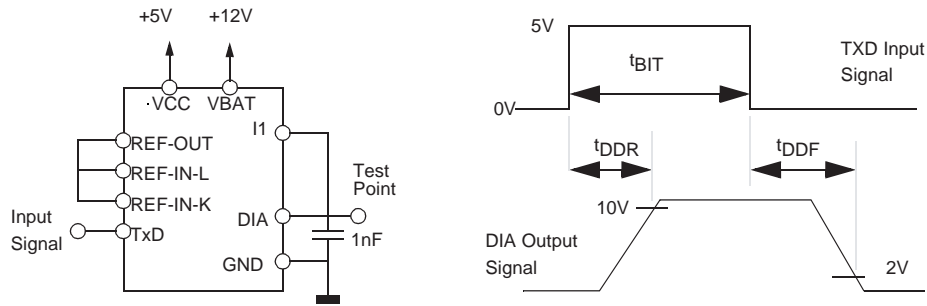 +5V
+12V
VCC
VBAT
I1
REF-OUT
REF-IN-L
REF-IN-K
TxD
Input
Signal
DIA
Test
Point
1nF
GND
5V
0V
tBIT
TXD Input
Signal
tDDR
tDDF
10V
2V
DIA Output
Signal